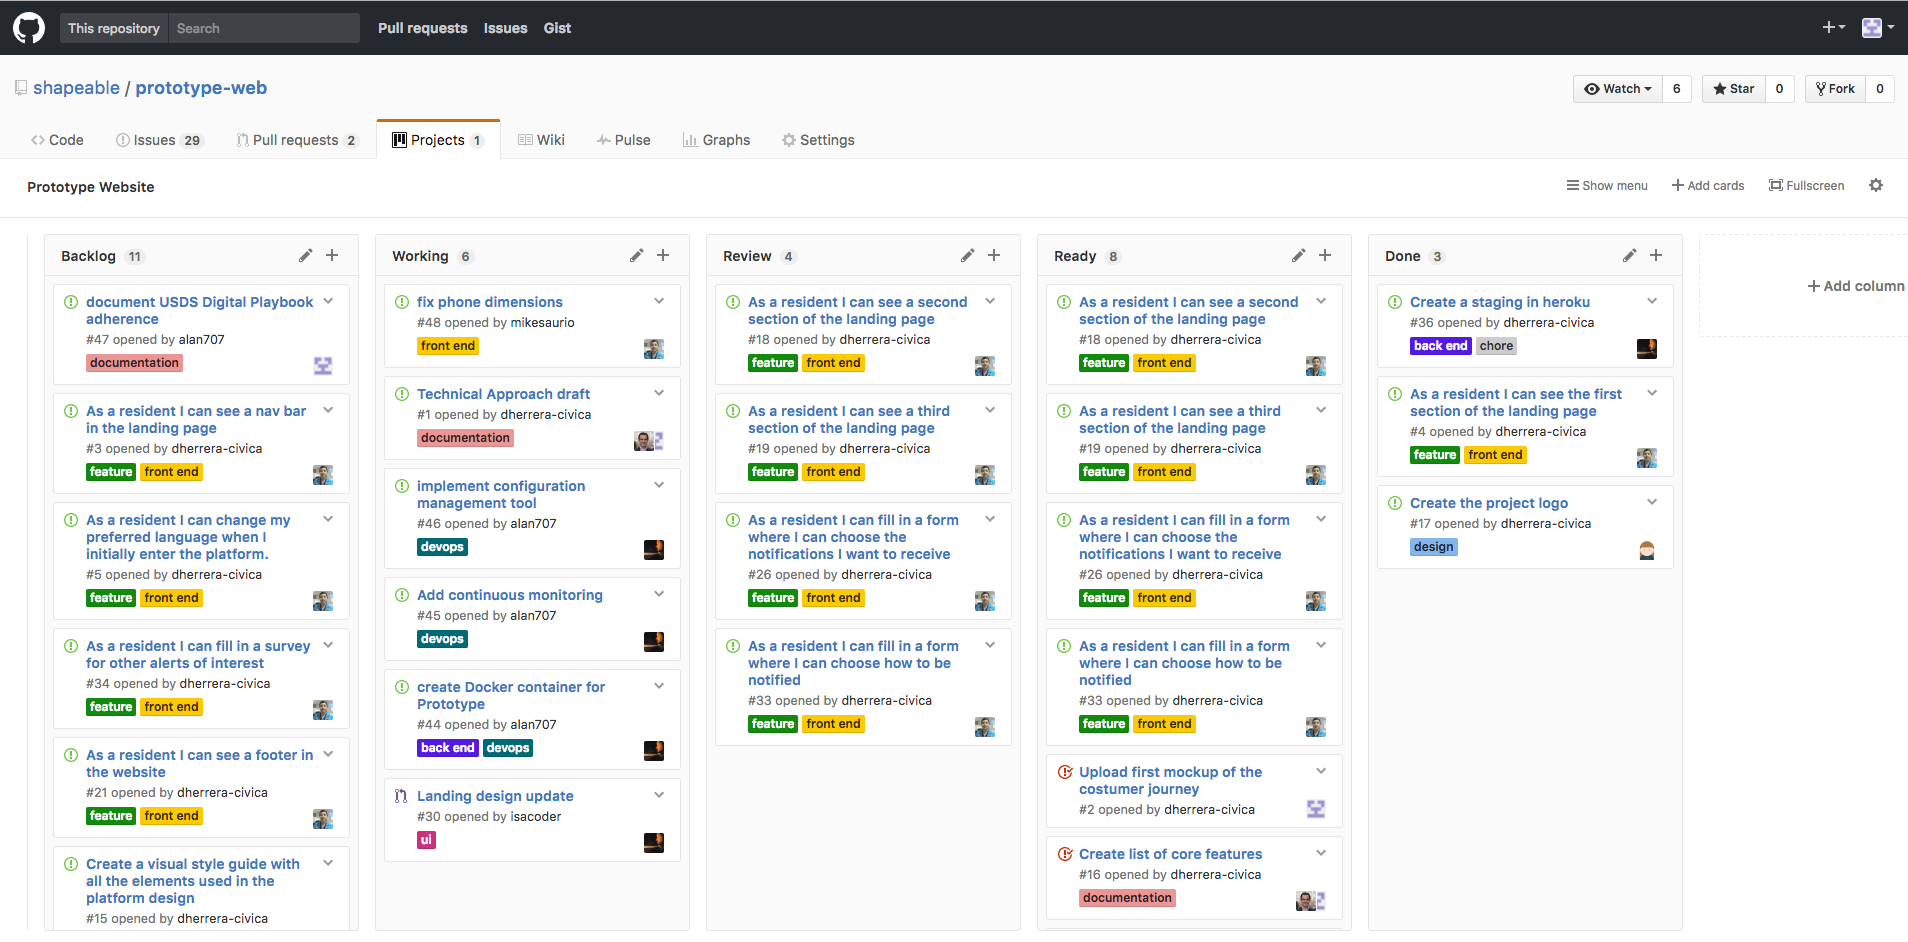 This repository Search Pull requests Issues Gist
shapeable / prototype-web
Watch 6 Star 0 Fork 0
Code Issues 29 Pull requests 2 Projects 1 Wiki Pulse Graphs Settings
Prototype Website
Show menu Add cards Fullscreen
Backlog 11
document USDS Digital Playbook
adherence
#47 opened by alan707
documentation
As a resident I can see a nav bar
in the landing page
#3 opened by dherrera-civica
feature front end
As a resident I can change my
preferred language when I
initially enter the platform.
#5 opened by dherrera-civica
feature front end
As a resident I can fill in a survey
for other alerts of interest
#34 opened by dherrera-civica
feature front end
As a resident I can see a footer in
the website
#21 opened by dherrera-civica
feature front end
Create a visual style guide with
all the elements used in the
platform design
#15 opened by dherrera-civica
Working 6
fix phone dimensions
#48 opened by mikesaurio
front end
Technical Approach draft
#1 opened by dherrera-civica
documentation
implement configuration
management tool
#46 opened by alan707
devops
Add continuous monitoring
#45 opened by alan707
devops
create Docker container for
Prototype
#44 opened by alan707
back end devops
Landing design update
#30 opened by isacoder
ui
Review 4
As a resident I can see a second
section of the landing page
#18 opened by dherrera-civica
feature front end
As a resident I can see a third
section of the landing page
#19 opened by dherrera-civica
feature front end
As a resident I can fill in a form
where I can choose the
notifications I want to receive
#26 opened by dherrera-civica
feature front end
As a resident I can fill in a form
where I can choose how to be
notified
#33 opened by dherrera-civica
feature front end
Ready 8
As a resident I can see a second
section of the landing page
#18 opened by dherrera-civica
feature front end
As a resident I can see a third
section of the landing page
#19 opened by dherrera-civica
feature front end
As a resident I can fill in a form
where I can choose the
notifications I want to receive
#26 opened by dherrera-civica
feature front end
As a resident I can fill in a form
where I can choose how to be
notified
#33 opened by dherrera-civica
feature front end
Upload first mockup of the
costumer journey
#2 opened by dherrera-civica
Create list of core features
#16 opened by dherrera-civica
documentation
Done 3
Create a staging in heroku
#36 opened by dherrera-civica
back end chore
As a resident I can see the first
section of the landing page
#4 opened by dherrera-civica
feature front end
Create the project logo
#17 opened by dherrera-civica
design
Add column